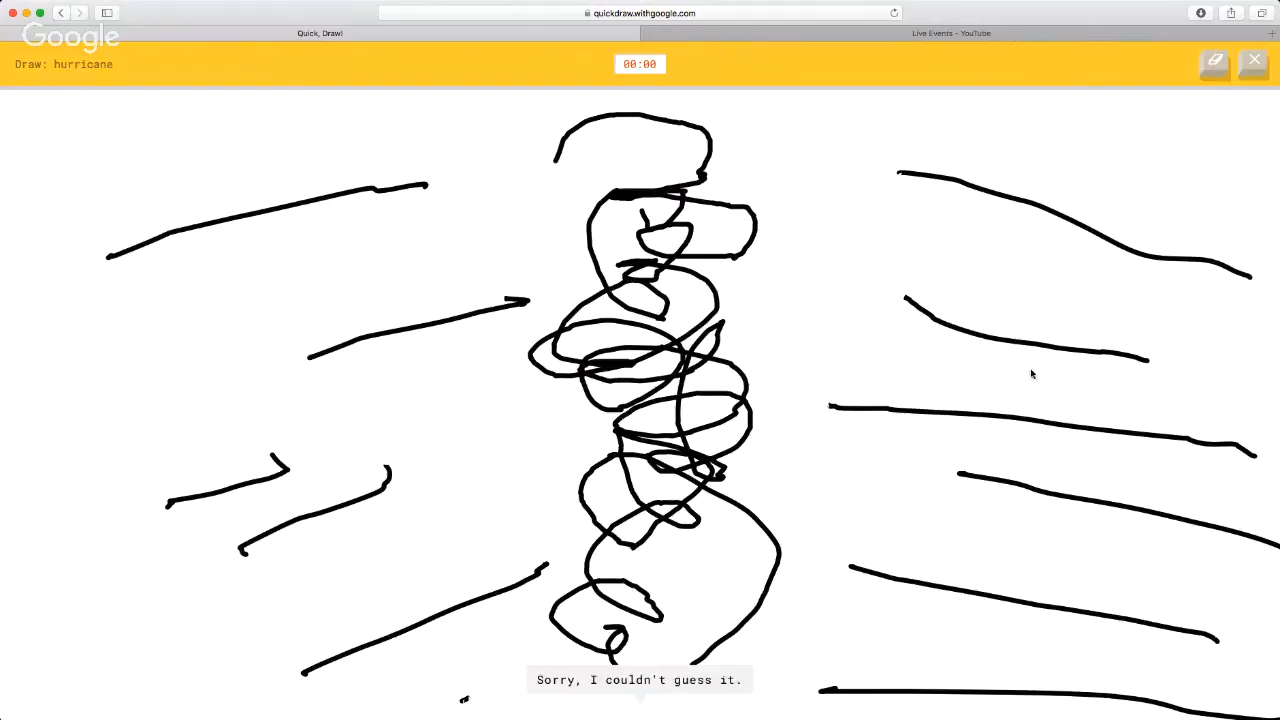 quickdraw.withgoogle.com
Quick, Draw!
Live Events - YouTube
Google
Draw: hurricane
00:00
Sorry, I couldn't guess it.